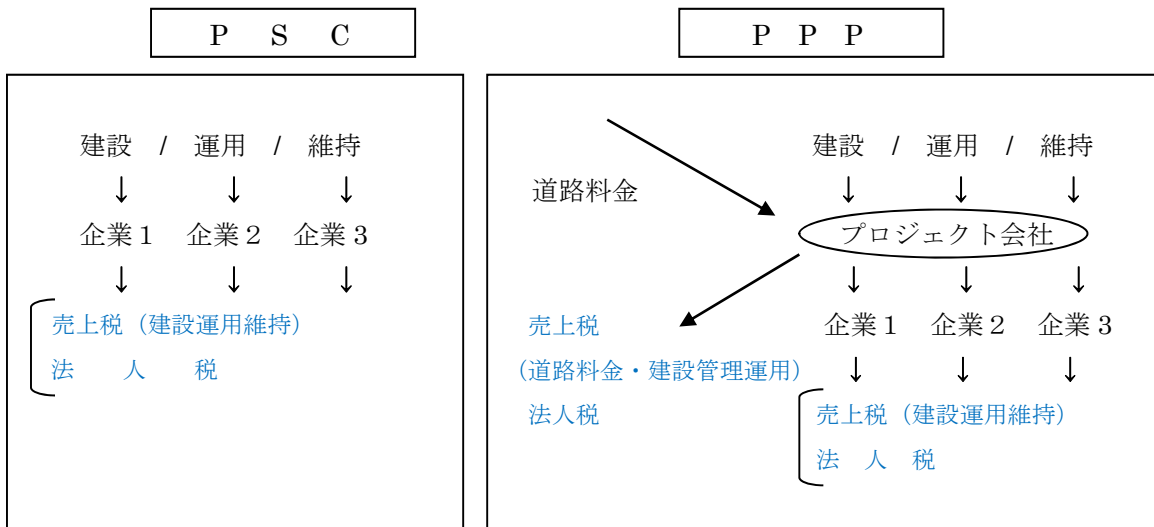 P S C
建設 / 運用 / 維持
↓ ↓ ↓
企業1 企業2 企業3
↓ ↓ ↓
売上税（建設運用維持）
法 人 税
P P P
建設 / 運用 / 維持
↓ ↓ ↓
道路料金
プロジェクト会社
↓ ↓ ↓
企業1 企業2 企業3
↓ ↓ ↓
売上税
(道路料金・建設管理運用)
法人税
売上税（建設運用維持）
法 人 税